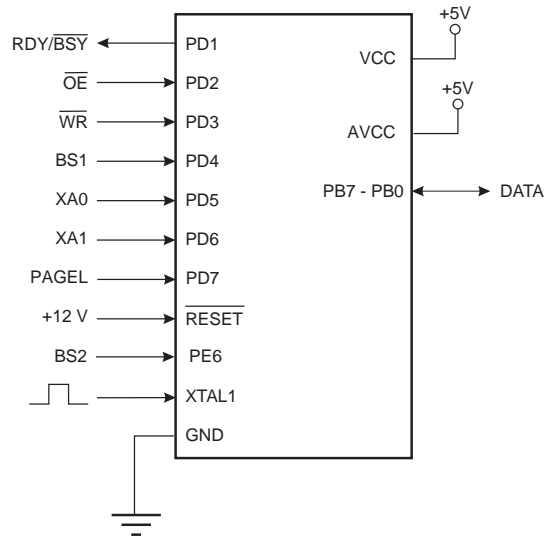 +5V
RDY/BSY PD1
VCC
OE PD2
+5V
WR PD3
AVCC
BS1 PD4
XA0 PD5 PB7 - PB0 DATA
XA1 PD6
PAGEL PD7
+12 V RESET
BS2 PE6
XTAL1
GND